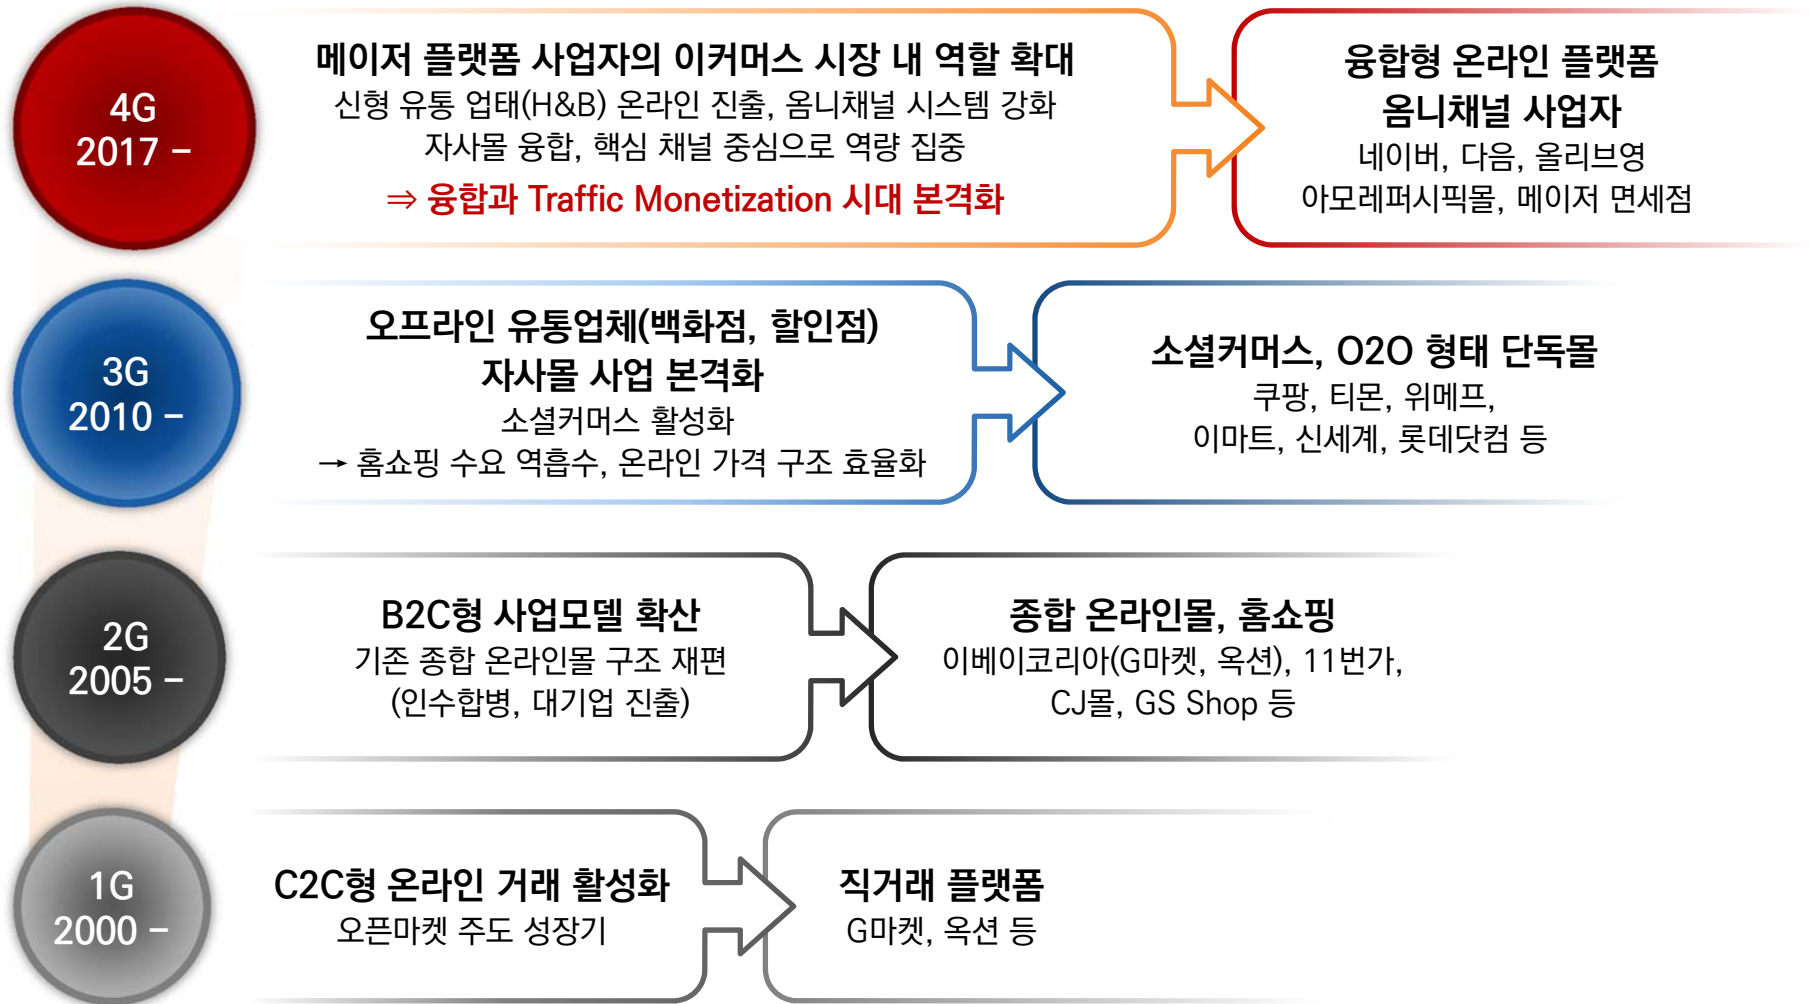 4G
2017 –
메이저 플랫폼 사업자의 이커머스 시장 내 역할 확대
신형 유통 업태(H&B) 온라인 진출, 옴니채널 시스템 강화
자사몰 융합, 핵심 채널 중심으로 역량 집중
⇒ 융합과 Traffic Monetization 시대 본격화
융합형 온라인 플랫폼
옴니채널 사업자
네이버, 다음, 올리브영
아모레퍼시픽몰, 메이저 면세점
3G
2010 –
오프라인 유통업체(백화점, 할인점)
자사몰 사업 본격화
소셜커머스 활성화
→ 홈쇼핑 수요 역흡수, 온라인 가격 구조 효율화
소셜커머스, O2O 형태 단독몰
쿠팡, 티몬, 위메프,
이마트, 신세계, 롯데닷컴 등
2G
2005 –
B2C형 사업모델 확산
기존 종합 온라인몰 구조 재편
(인수합병, 대기업 진출)
종합 온라인몰, 홈쇼핑
이베이코리아(G마켓, 옥션), 11번가,
CJ몰, GS Shop 등
1G
2000 –
C2C형 온라인 거래 활성화
오픈마켓 주도 성장기
직거래 플랫폼
G마켓, 옥션 등